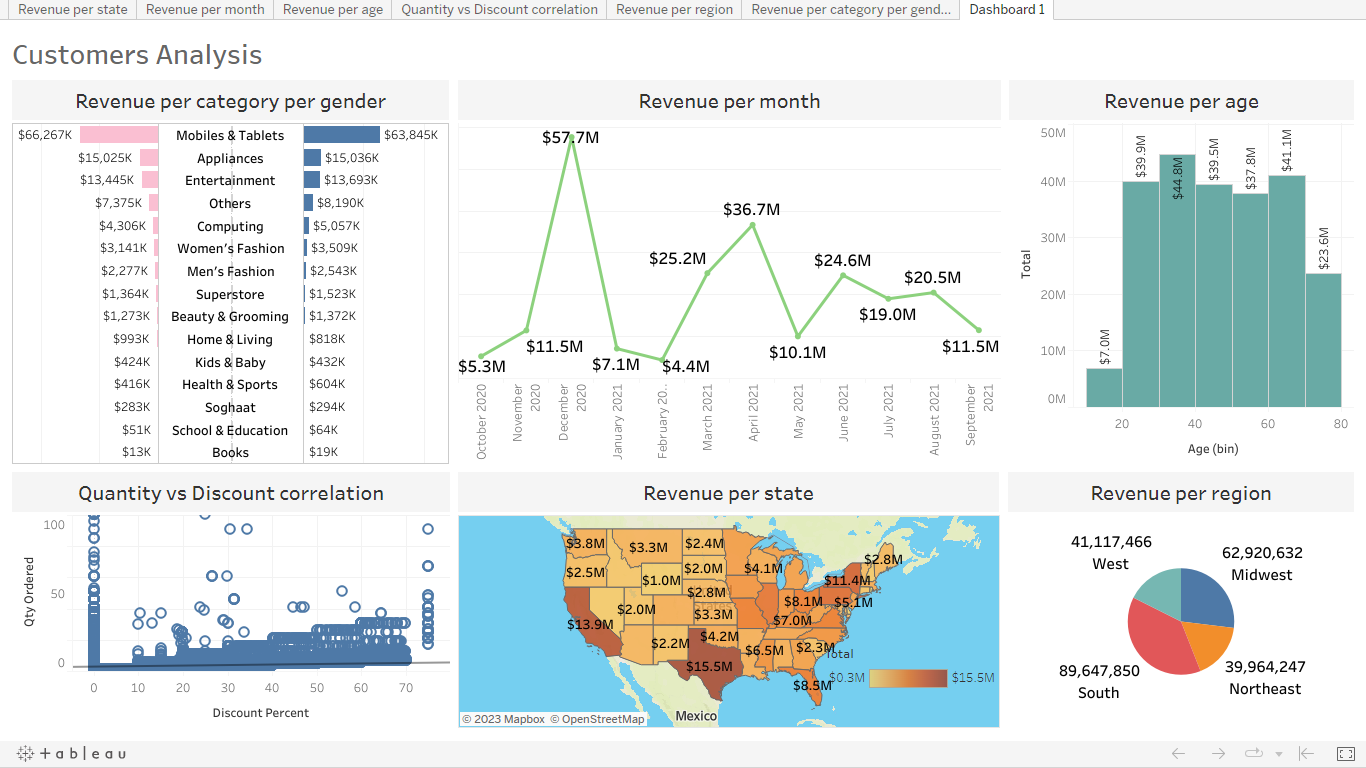 Revenue per state
Revenue per month
Revenue per age
Quantity vs Discount correlation
Revenue per region
Revenue per category per gend...
Dashboard 1
Customers Analysis
Revenue per category per gender
$66,267K Mobiles & Tablets $63,845K
$15,025K Appliances $15,036K
$13,445K Entertainment $13,693K
$7,375K Others $8,190K
$4,306K Computing $5,057K
$3,141K Women's Fashion $3,509K
$2,277K Men's Fashion $2,543K
$1,364K Superstore $1,523K
$1,273K Beauty & Grooming $1,372K
$993K Home & Living $818K
$424K Kids & Baby $432K
$416K Health & Sports $604K
$283K Soghaat $294K
$51K School & Education $64K
$13K Books $19K
Revenue per month
$57.7M
$36.7M
$25.2M
$24.6M
$20.5M
$19.0M
$11.5M
$11.5M
$10.1M
$5.3M
$7.1M
$4.4M
October 2020
November
2020
December
2020
January 2021
February 20..
March 2021
April 2021
May 2021
June 2021
July 2021
August 2021
September
2021
Revenue per age
50M
40M
30M
20M
10M
0M
Total
$7.0M
$39.9M
$44.8M
$39.5M
$37.8M
$41.1M
$23.6M
20 40 60 80
Age (bin)
Quantity vs Discount correlation
100
50
0
Qty Ordered
0 10 20 30 40 50 60 70
Discount Percent
Revenue per state
$3.8M
$3.3M
$2.4M
$2.8M
$2.5M
$2.0M
$4.1M
$11.4M
$1.0M
$2.8M
$8.1M
$5.1M
$2.0M
$3.3M
$13.9M
$7.0M
$2.2M
$4.2M
$6.5M
$2.3M
$15.5M
$8.5M
Total
$0.3M $15.5M
Mexico
© 2023 Mapbox © OpenStreetMap
Revenue per region
41,117,466
West
62,920,632
Midwest
89,647,850
South
39,964,247
Northeast
+ableau